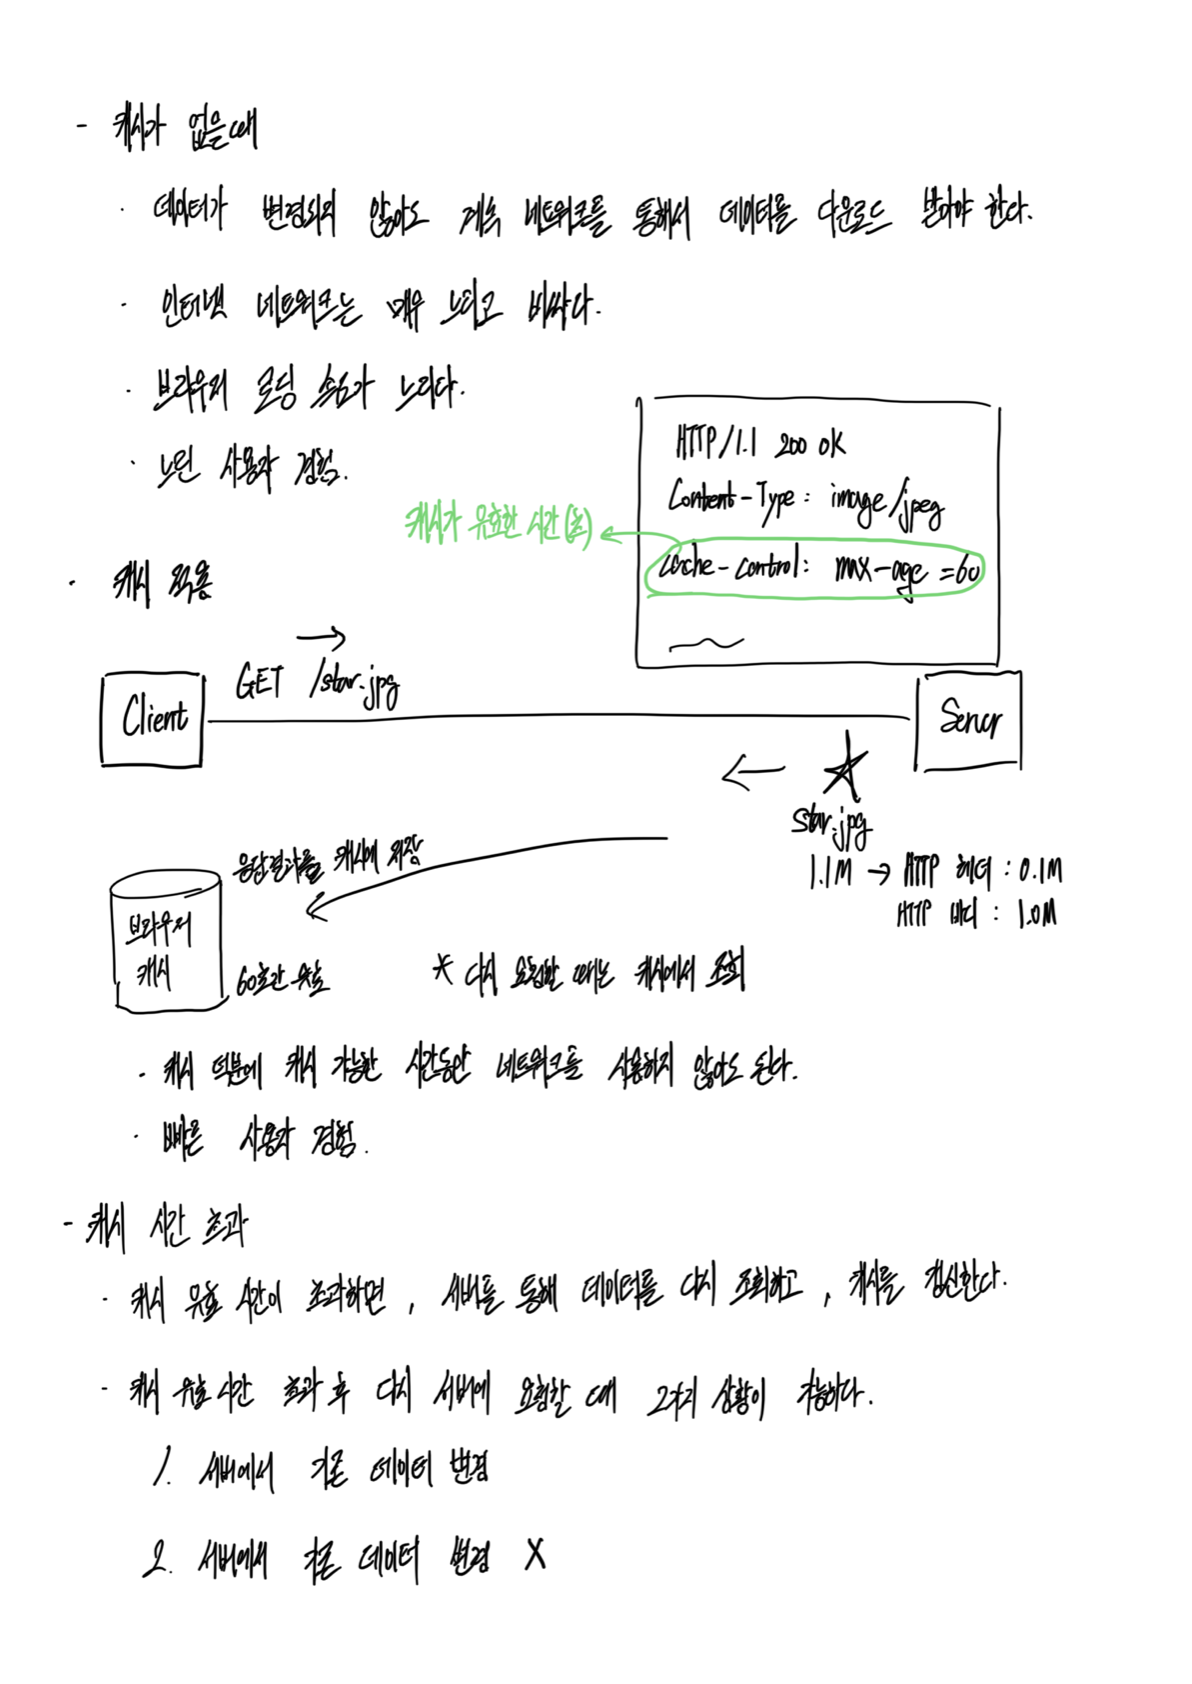 - 캐시가 없을때
· 데이터가 변경되지 않아도 계속 네트워크를 통해서 데이터를 다운로드 받아야 한다.
· 인터넷 네트워크는 매우 느리고 비싸다.
· 브라우저 로딩 속도가 느리다.
· 느린 사용자 경험.
HTTP/1.1 200 OK
Content-Type: image/jpeg
캐시가 유효한 시간(초)
cache-control: max-age=60
· 캐시 적용
GET /star.jpg
Client
Server
star.jpg
1.1M → HTTP 헤더 : 0.1M
HTTP 바디 : 1.0M
응답결과를 캐시에 저장
브라우저
캐시
60초간 유효
* 다시 요청할 때는 캐시에서 조회
· 캐시 덕분에 캐시 가능한 시간동안 네트워크를 사용하지 않아도 된다.
· 빠른 사용자 경험.
- 캐시 시간 초과
· 캐시 유효 시간이 초과하면, 서버를 통해 데이터를 다시 조회하고, 캐시를 갱신한다.
- 캐시 유효시간 초과 후 다시 서버에 요청할 때 2가지 상황이 가능하다.
1. 서버에서 기존 데이터 변경
2. 서버에서 기존 데이터 변경 X